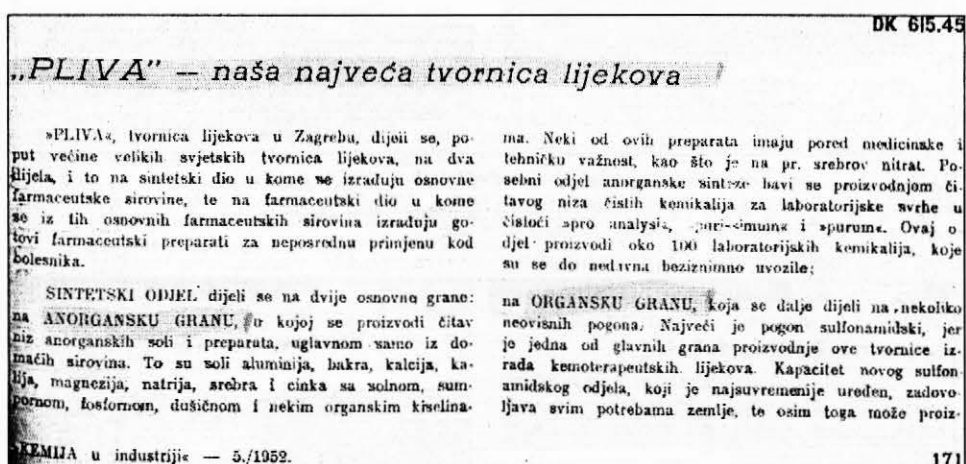 DK 615.45
„PLIVA” — naša najveća tvornica lijekova
»PLIVA«, tvornica lijekova u Zagrebu, dijeli se, po-
put većine velikih svjetskih tvornica lijekova, na dva
dijela, i to na sintetski dio u kome se izrađuju osnovne
farmaceutske sirovine, te na farmaceutski dio u kome
se iz tih osnovnih farmaceutskih sirovina izrađuju go-
tovi farmaceutski preparati za neposrednu primjenu kod
bolesnika.
SINTETSKI ODJEL dijeli se na dvije osnovne grane:
na ANORGANSKU GRANU, u kojoj se proizvodi čitav
niz anorganskih soli i preparata, uglavnom samo iz do-
maćih sirovina. To su soli aluminija, bakra, kalcija, ka-
lija, magnezija, natrija, srebra i cinka sa solnom, sum-
pornom, fosfornom, dušičnom i nekim organskim kiselina-
ma. Neki od ovih preparata imaju pored medicinske i
tehničku važnost, kao što je na pr. srebrov nitrat. Po-
sebni odjel anorganske sinteze bavi se proizvodnjom či-
tavog niza čistih kemikalija za laboratorijske svrhe u
čistoći »pro analysi«, »purissimum« i »purum«. Ovaj o-
djel proizvodi oko 100 laboratorijskih kemikalija, koje
su se do nedavna beziznimno uvozile;
na ORGANSKU GRANU, koja se dalje dijeli na nekoliko
neovisnih pogona. Najveći je pogon sulfonamidski, jer
je jedna od glavnih grana proizvodnje ove tvornice iz-
rada kemoterapeutskih lijekova. Kapacitet novog sulfon-
amidskog odjela, koji je najsuvremenije uređen, zadovo-
ljava svim potrebama zemlje, te osim toga može proiz-
»KEMIJA u industriji« — 5./1952.
171